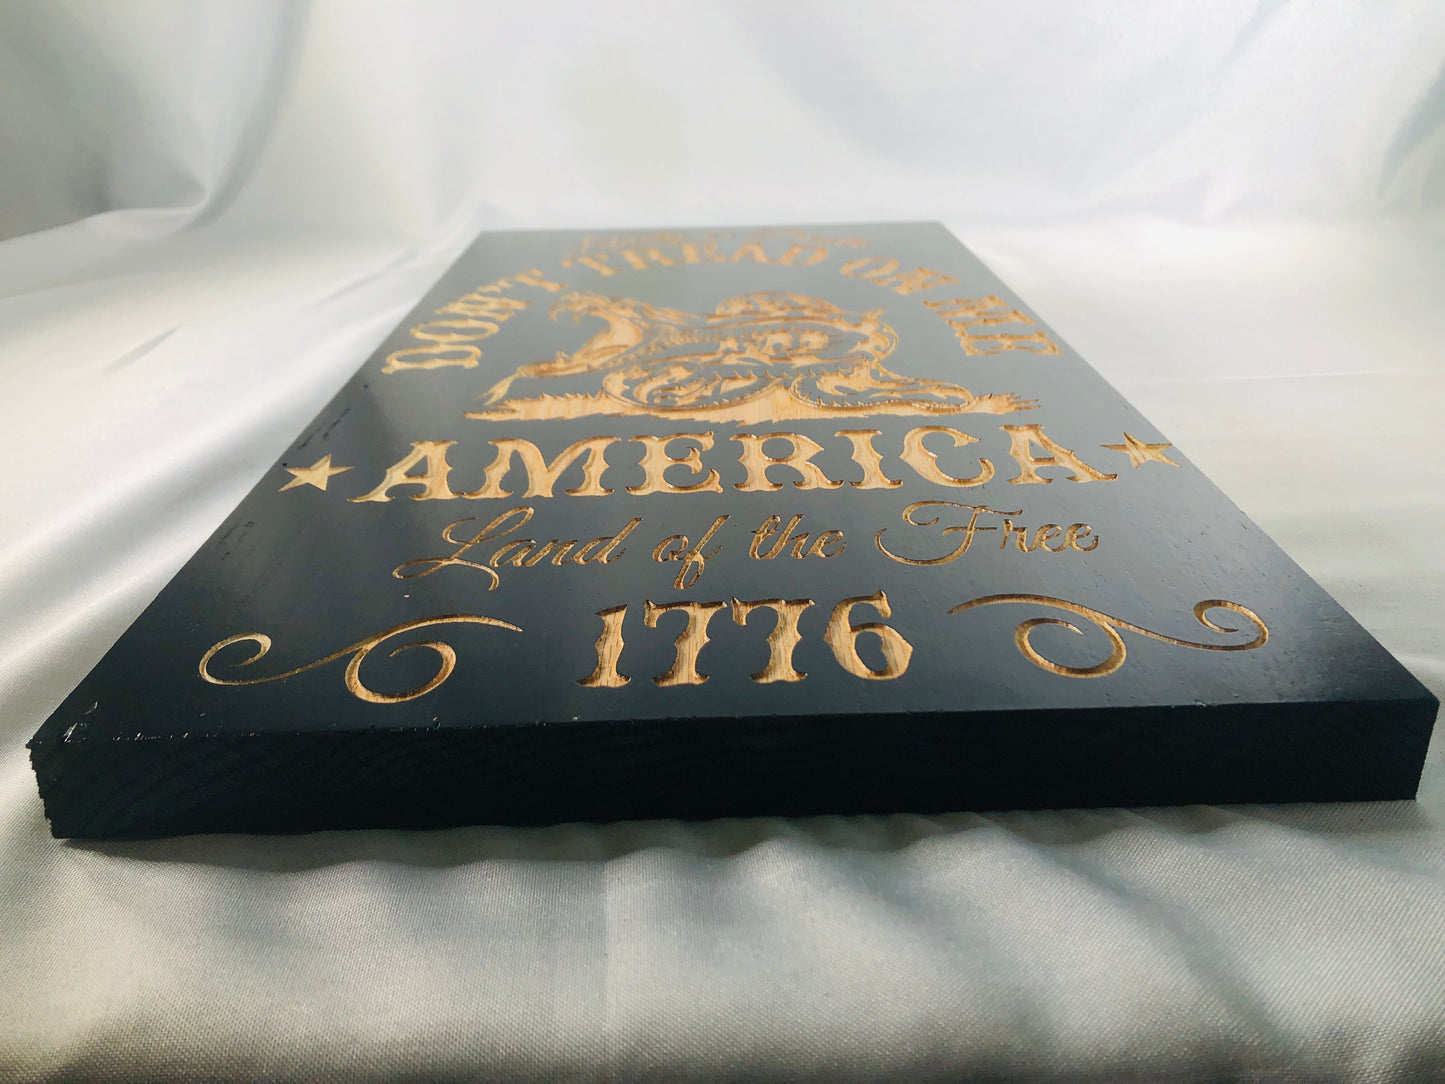 DON'T TREAD ON ME
AMERICA
Land of the Free
1776